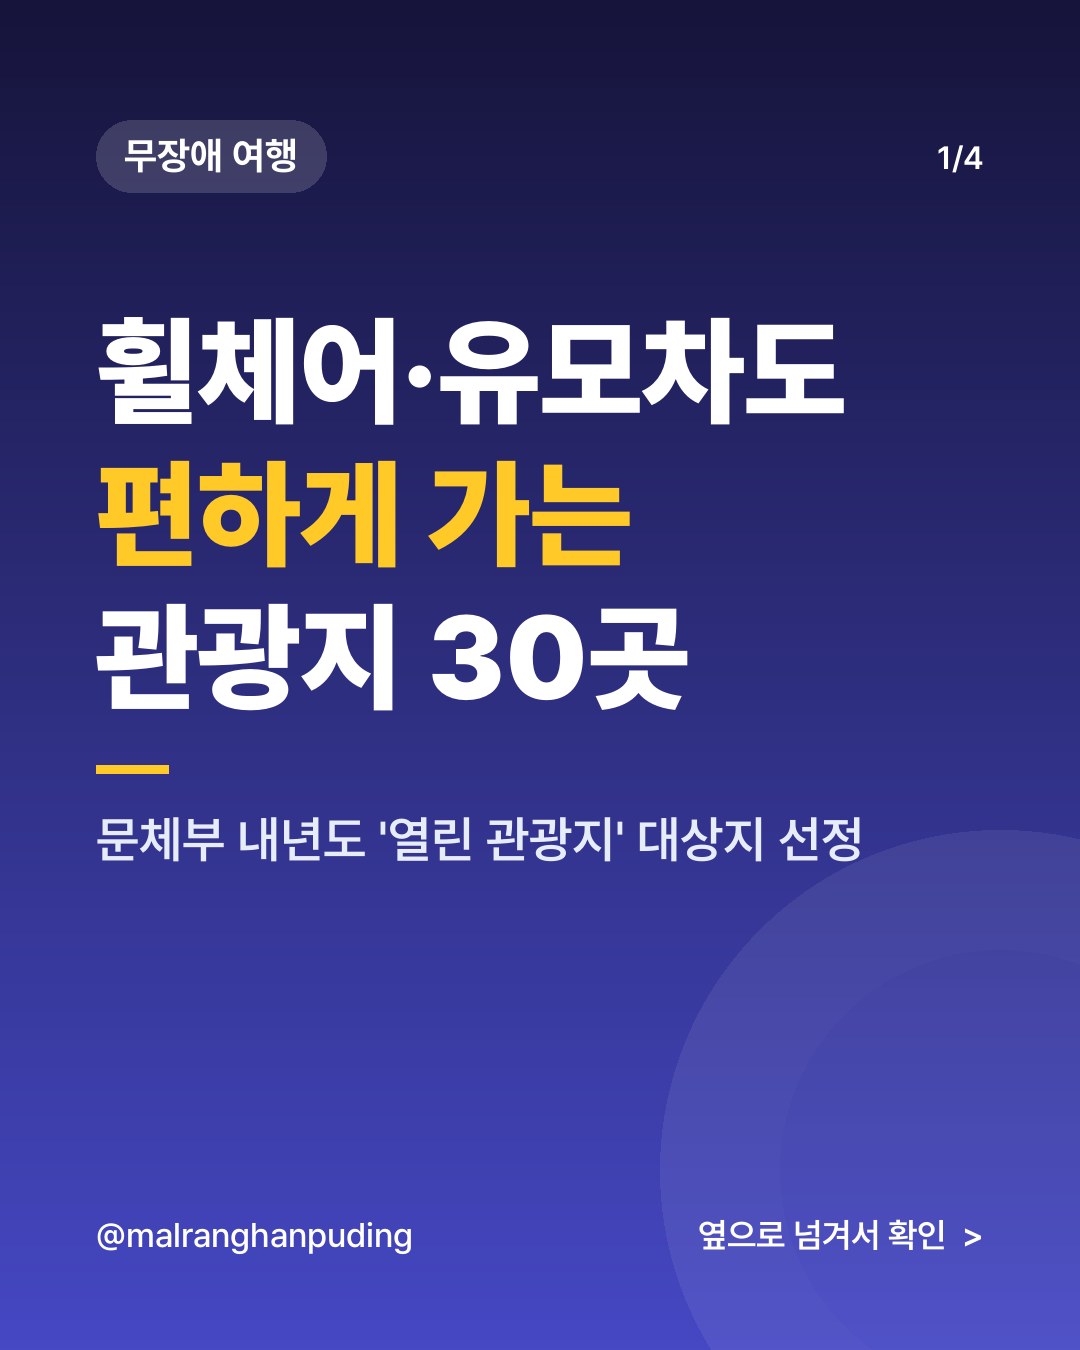 무장애 여행
1/4
휠체어·유모차도
편하게 가는
관광지 30곳
문체부 내년도 '열린 관광지' 대상지 선정
@malranghanpuding
옆으로 넘겨서 확인 >